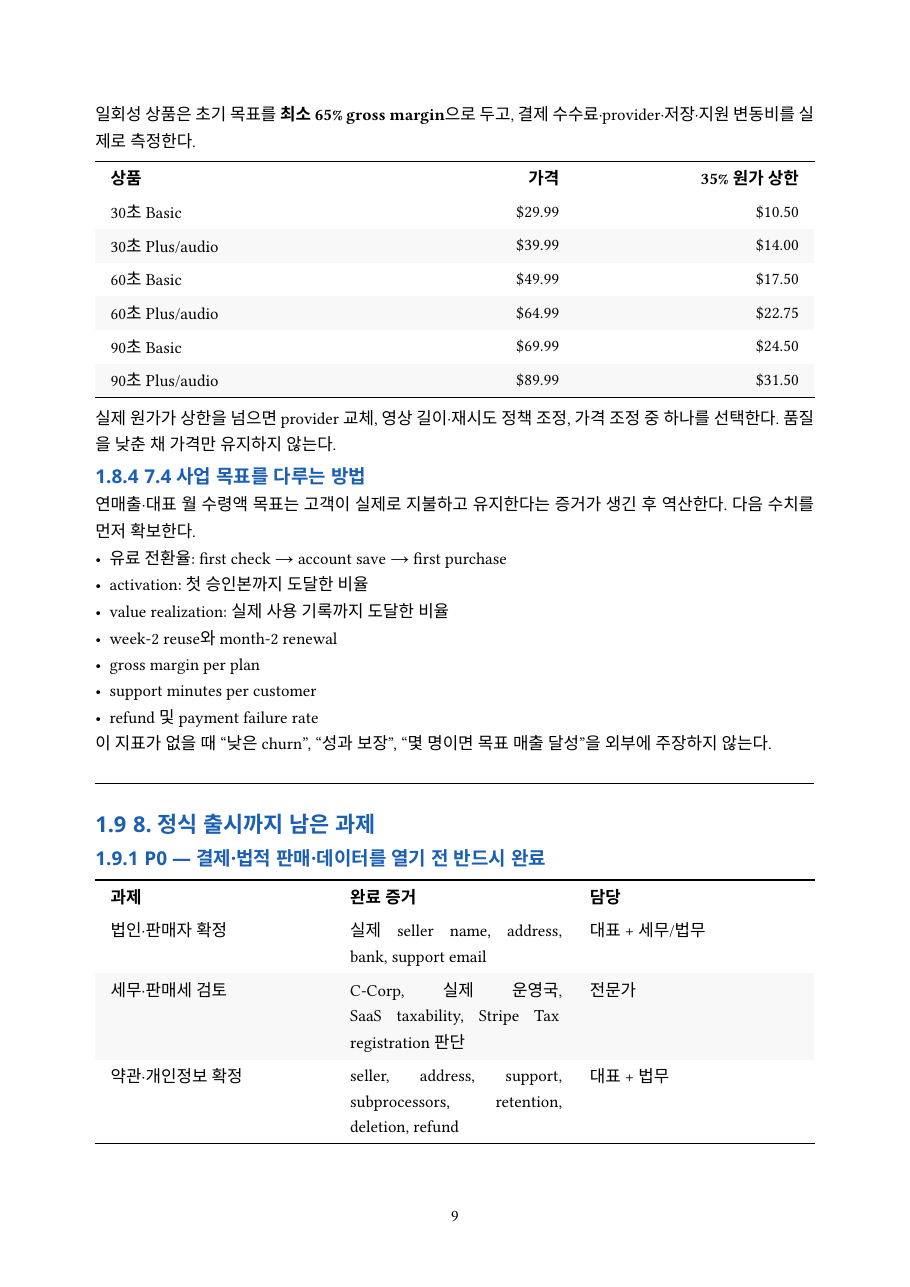 일회성 상품은 초기 목표를 최소 65% gross margin으로 두고, 결제 수수료·provider·저장·지원 변동비를 실
제로 측정한다.
상품 가격 35% 원가 상한
30초 Basic $29.99 $10.50
30초 Plus/audio $39.99 $14.00
60초 Basic $49.99 $17.50
60초 Plus/audio $64.99 $22.75
90초 Basic $69.99 $24.50
90초 Plus/audio $89.99 $31.50
실제 원가가 상한을 넘으면 provider 교체, 영상 길이·재시도 정책 조정, 가격 조정 중 하나를 선택한다. 품질
을 낮춘 채 가격만 유지하지 않는다.
1.8.4 7.4 사업 목표를 다루는 방법
연매출·대표 월 수령액 목표는 고객이 실제로 지불하고 유지한다는 증거가 생긴 후 역산한다. 다음 수치를
먼저 확보한다.
• 유료 전환율: first check → account save → first purchase
• activation: 첫 승인본까지 도달한 비율
• value realization: 실제 사용 기록까지 도달한 비율
• week-2 reuse와 month-2 renewal
• gross margin per plan
• support minutes per customer
• refund 및 payment failure rate
이 지표가 없을 때 “낮은 churn”, “성과 보장”, “몇 명이면 목표 매출 달성”을 외부에 주장하지 않는다.
1.9 8. 정식 출시까지 남은 과제
1.9.1 P0 — 결제·법적 판매·데이터를 열기 전 반드시 완료
과제 완료 증거 담당
법인·판매자 확정 실제 seller name, address, 대표 + 세무/법무
bank, support email
세무·판매세 검토 C-Corp, 실제 운영국, 전문가
SaaS taxability, Stripe Tax
registration 판단
약관·개인정보 확정 seller, address, support, 대표 + 법무
subprocessors, retention,
deletion, refund
9